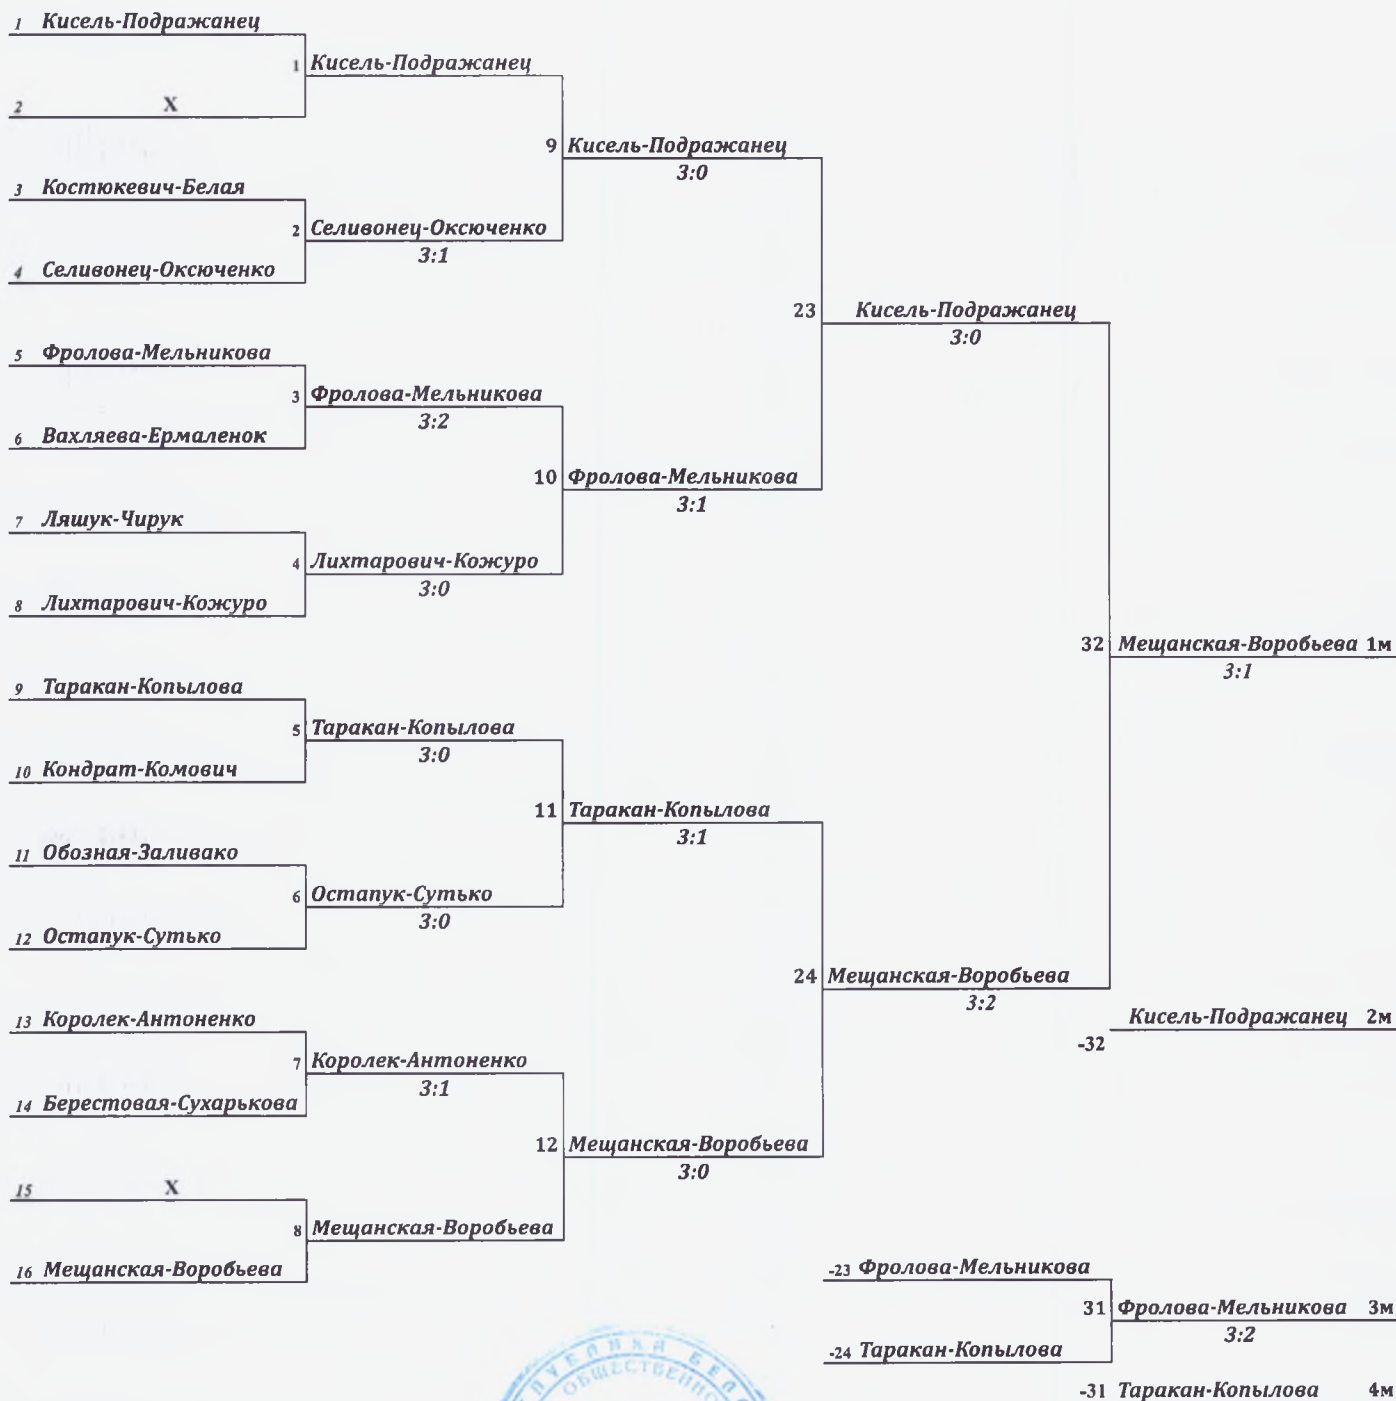 1 Кисель-Подражанец
1 Кисель-Подражанец
2 X
9 Кисель-Подражанец
3:0
3 Костюкевич-Белая
2 Селивонец-Оксюченко
3:1
4 Селивонец-Оксюченко
23 Кисель-Подражанец
3:0
5 Фролова-Мельникова
3 Фролова-Мельникова
3:2
6 Вахляева-Ермаленок
10 Фролова-Мельникова
3:1
7 Ляшук-Чирук
4 Лихтарович-Кожуро
3:0
8 Лихтарович-Кожуро
32 Мещанская-Воробьева 1м
3:1
9 Таракан-Копылова
5 Таракан-Копылова
3:0
10 Кондрат-Комович
11 Таракан-Копылова
3:1
11 Обозная-Заливако
6 Остапук-Сутько
3:0
12 Остапук-Сутько
24 Мещанская-Воробьева
3:2
13 Королек-Антоненко
Кисель-Подражанец 2м
-32
7 Королек-Антоненко
3:1
14 Берестовая-Сухарькова
12 Мещанская-Воробьева
3:0
15 X
8 Мещанская-Воробьева
16 Мещанская-Воробьева
-23 Фролова-Мельникова
31 Фролова-Мельникова 3м
3:2
-24 Таракан-Копылова
-31 Таракан-Копылова 4м